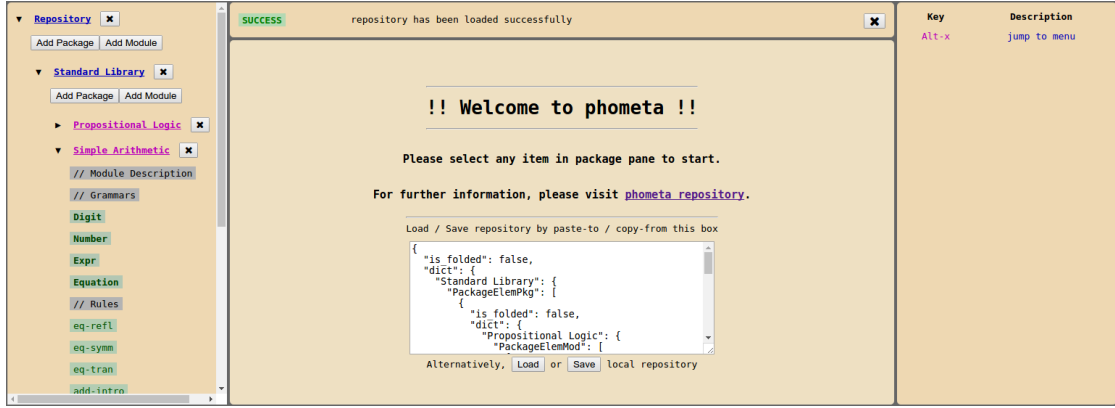 ▼ Repository ✖
Add Package Add Module
▼ Standard Library ✖
Add Package Add Module
► Propositional Logic ✖
▼ Simple Arithmetic ✖
// Module Description
// Grammars
Digit
Number
Expr
Equation
// Rules
eq-refl
eq-symm
eq-tran
add-intro
SUCCESS repository has been loaded successfully ✖
!! Welcome to phometa !!
Please select any item in package pane to start.
For further information, please visit phometa repository.
Load / Save repository by paste-to / copy-from this box
{
"is_folded": false,
"dict": {
"Standard Library": {
"PackageElemPkg": [
{
"is_folded": false,
"dict": {
"Propositional Logic": {
"PackageElemMod": [
Alternatively, Load or Save local repository
Key Description
Alt-x jump to menu